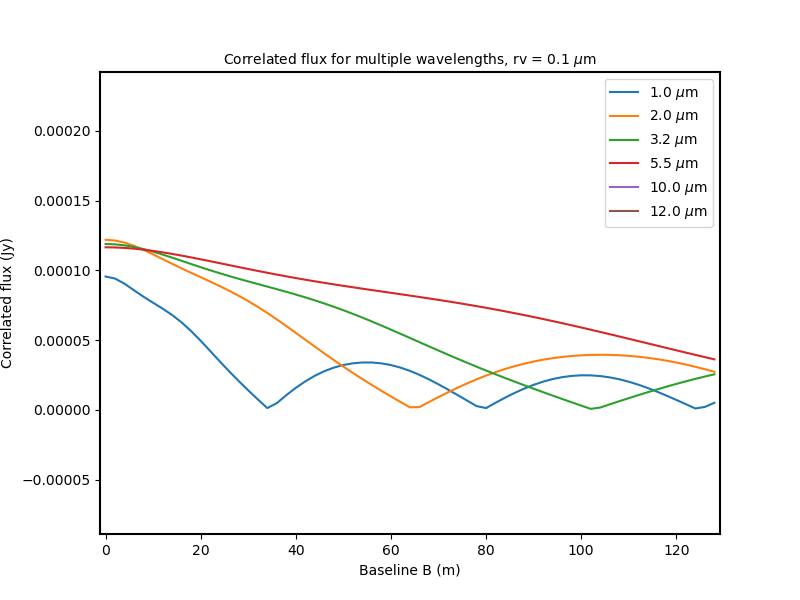 Correlated flux for multiple wavelengths, rv = 0.1 μm
1.0 μm
2.0 μm
3.2 μm
5.5 μm
10.0 μm
12.0 μm
0.00020
0.00015
0.00010
0.00005
0.00000
−0.00005
Correlated flux (Jy)
0 20 40 60 80 100 120
Baseline B (m)